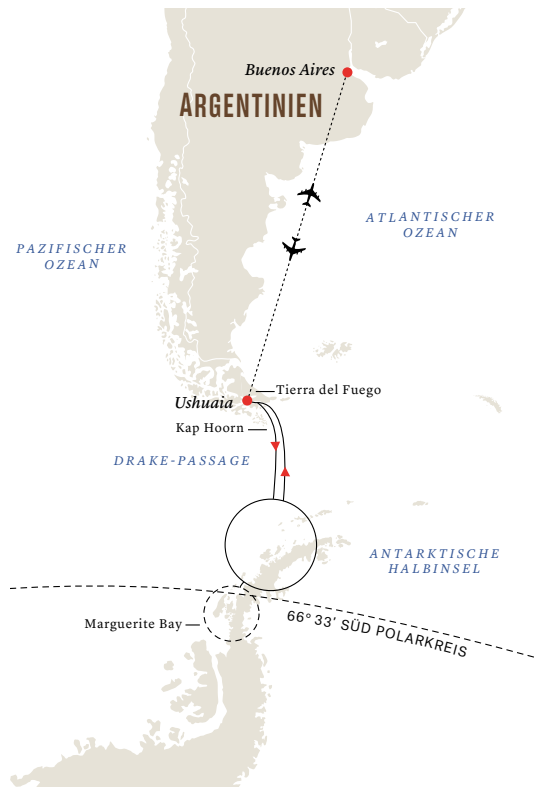 Buenos Aires
ARGENTINIEN
ATLANTISCHER
OZEAN
PAZIFISCHER
OZEAN
Tierra del Fuego
Ushuaia
Kap Hoorn
DRAKE-PASSAGE
ANTARKTISCHE
HALBINSEL
66° 33' SÜD POLARKREIS
Marguerite Bay